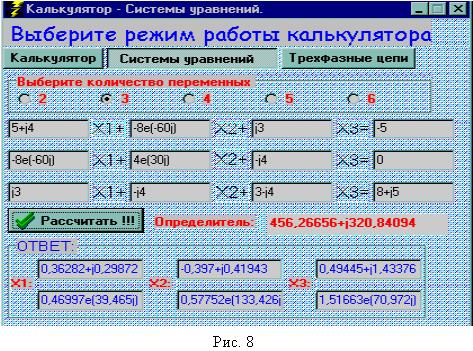 Калькулятор - Системы уравнений.
Выберите режим работы калькулятора
Калькулятор Системы уравнений Трехфазные цепи
Выберите количество переменных
2 3 4 5 6
5+j4 X1+ -8e(-60j) X2+ j3 X3= -5
-8e(-60j) X1+ 4e(30j) X2+ -j4 X3= 0
j3 X1+ -j4 X2+ 3-j4 X3= 8+j5
Рассчитать !!! Определитель: 456,26656+j320,84094
ОТВЕТ:
0,36282+j0,29872 -0,397+j0,41943 0,49445+j1,43376
X1: X2: X3:
0,46997e(39,465j) 0,57752e(133,426j 1,51663e(70,972j)
Рис. 8